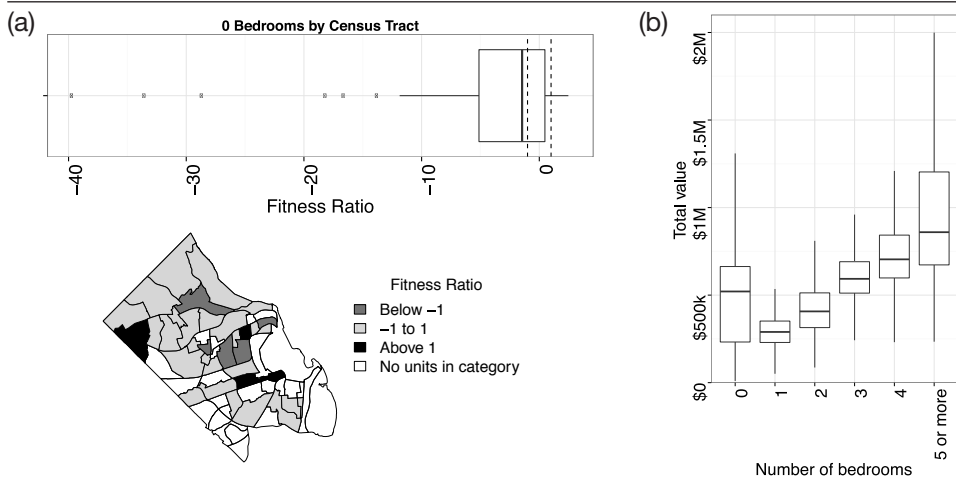 (a)
0 Bedrooms by Census Tract
−40
−30
−20
−10
0
Fitness Ratio
Fitness Ratio
Below −1
−1 to 1
Above 1
No units in category
(b)
Total value
$2M
$1.5M
$1M
$500k
$0
0
1
2
3
4
5 or more
Number of bedrooms